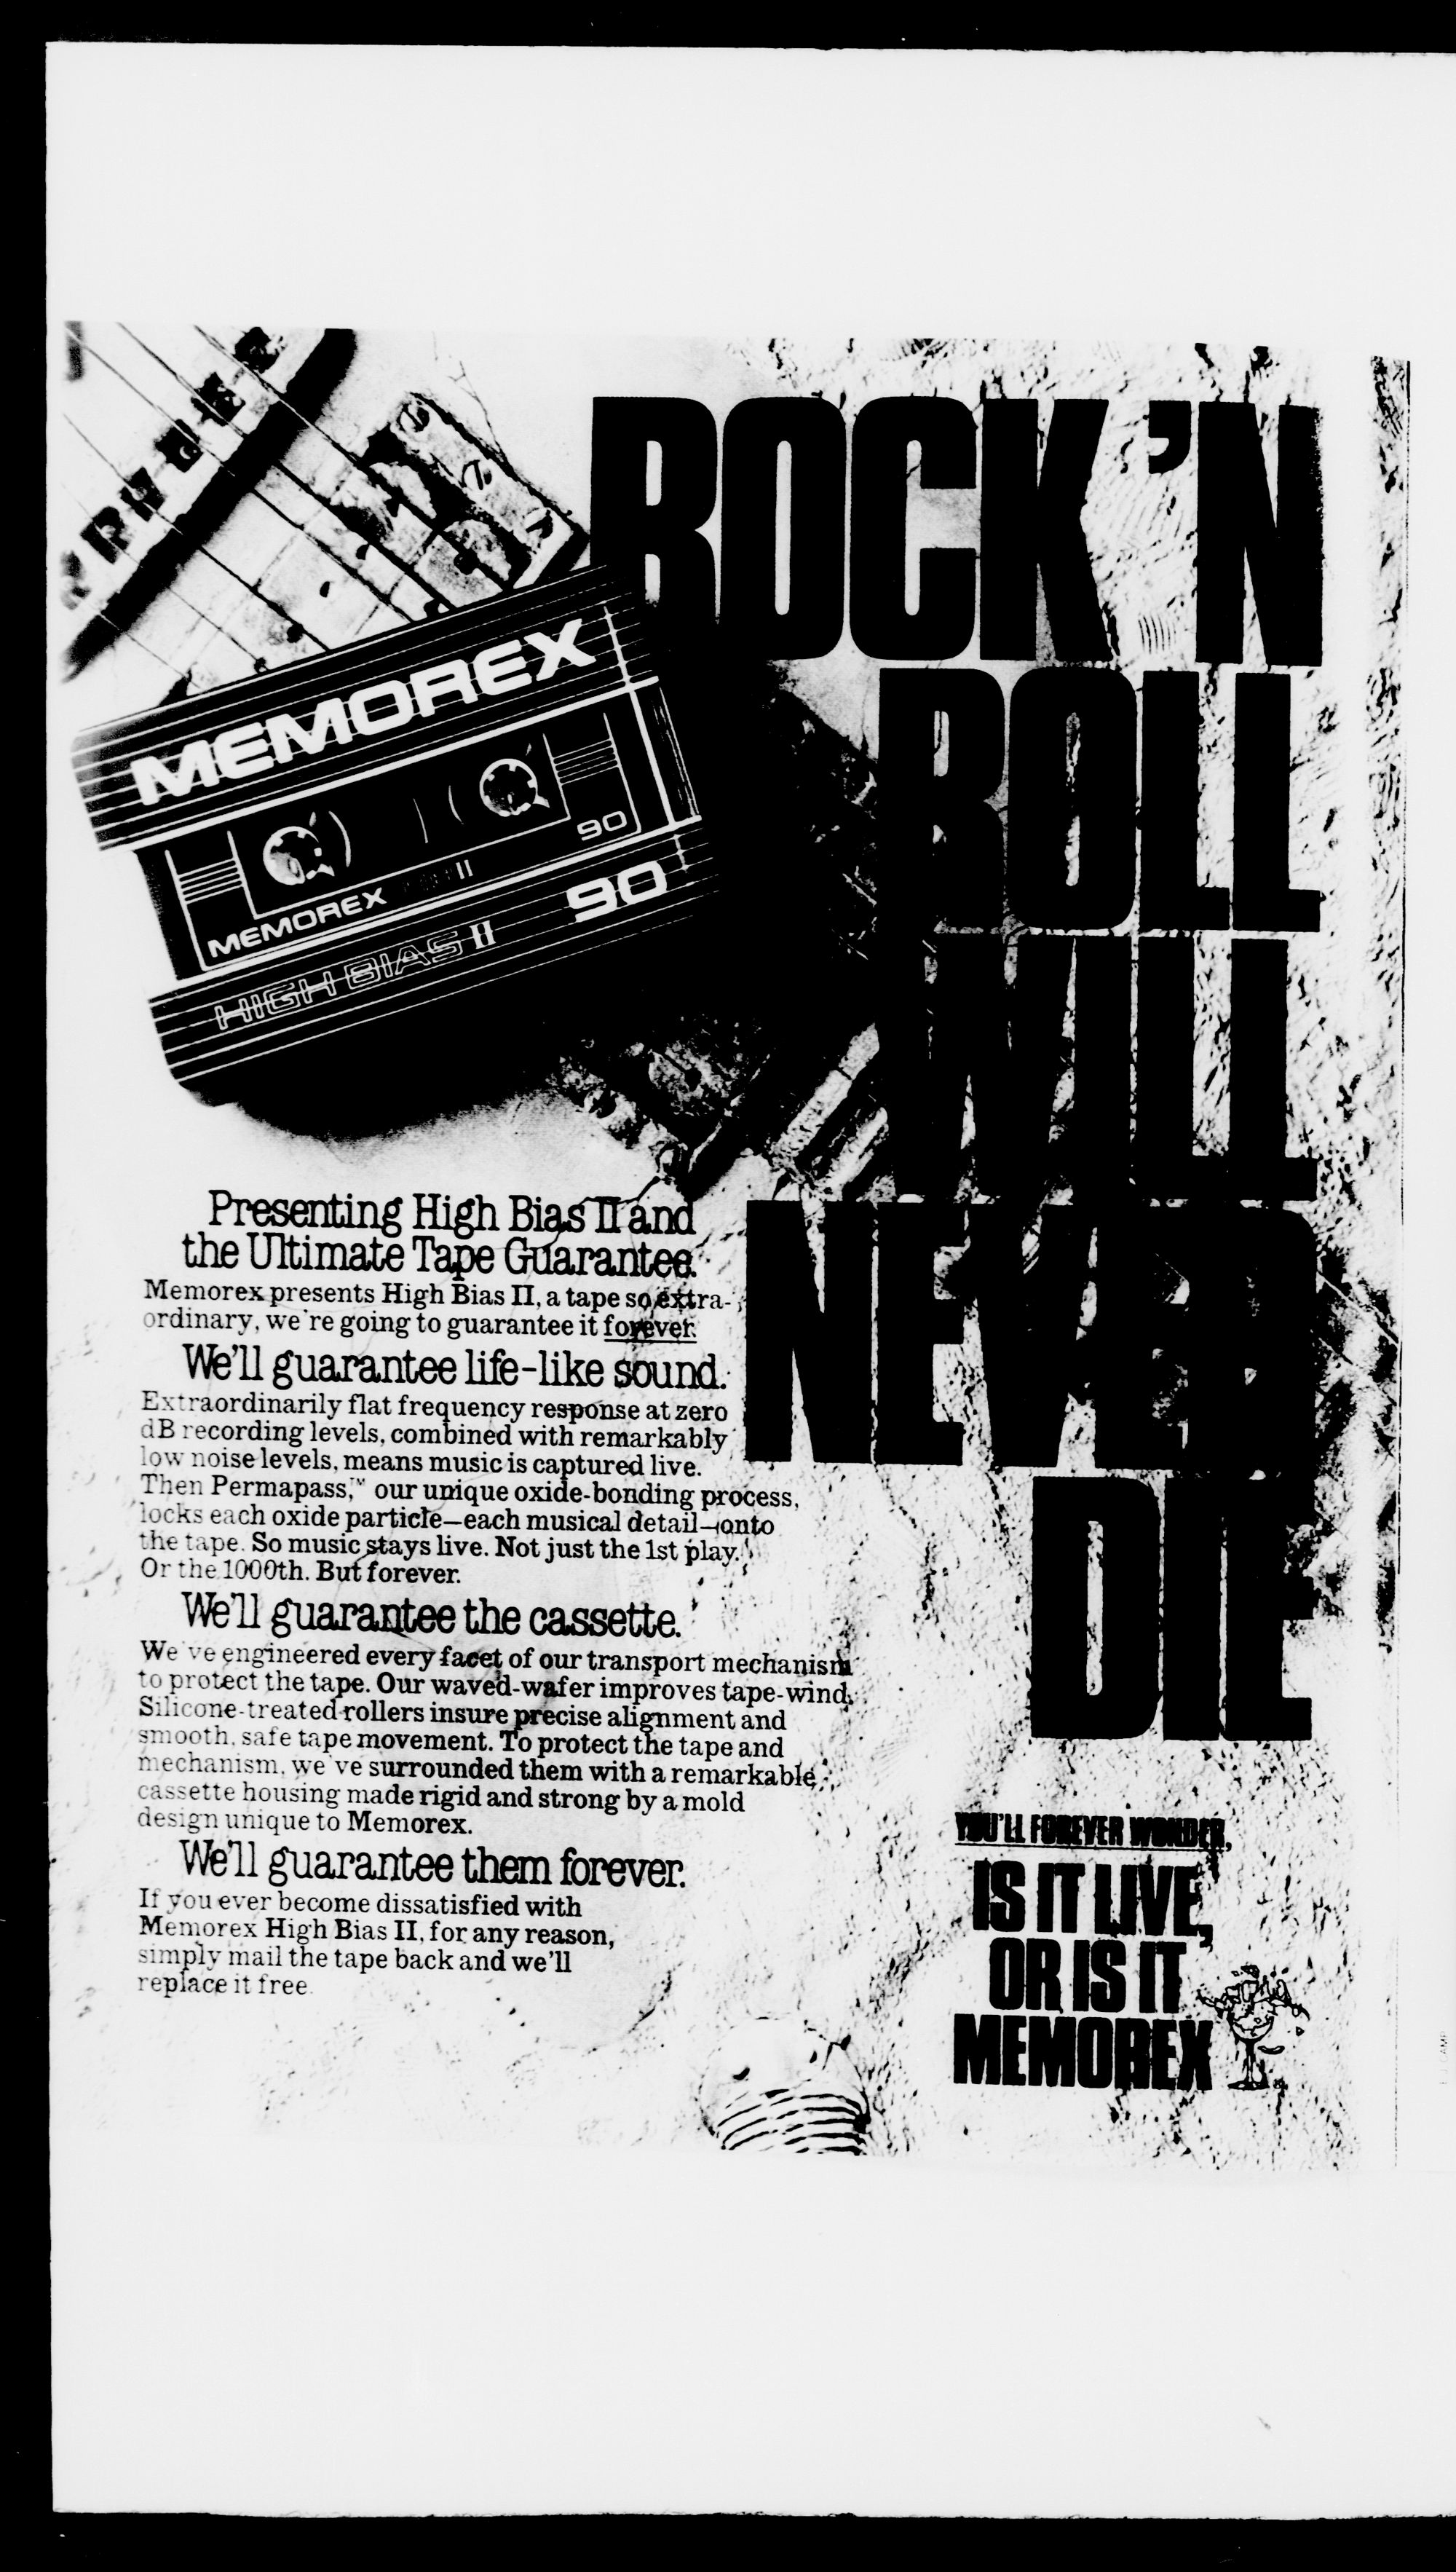 ROCK 'N
ROLL
WILL
NEVER
DIE
MEMOREX
90
MEMOREX II
HIGH BIAS II 90
Presenting High Bias II and
the Ultimate Tape Guarantee.
Memorex presents High Bias II, a tape so extra-
ordinary, we're going to guarantee it forever.
We'll guarantee life-like sound.
Extraordinarily flat frequency response at zero
dB recording levels, combined with remarkably
low noise levels, means music is captured live.
Then Permapass,™ our unique oxide-bonding process,
locks each oxide particle—each musical detail—onto
the tape. So music stays live. Not just the 1st play.
Or the 1000th. But forever.
We'll guarantee the cassette.
We've engineered every facet of our transport mechanism
to protect the tape. Our waved-wafer improves tape-wind.
Silicone-treated rollers insure precise alignment and
smooth, safe tape movement. To protect the tape and
mechanism, we've surrounded them with a remarkable
cassette housing made rigid and strong by a mold
design unique to Memorex.
We'll guarantee them forever.
If you ever become dissatisfied with
Memorex High Bias II, for any reason,
simply mail the tape back and we'll
replace it free.
YOU'LL FOREVER WONDER,
IS IT LIVE,
OR IS IT
MEMOREX